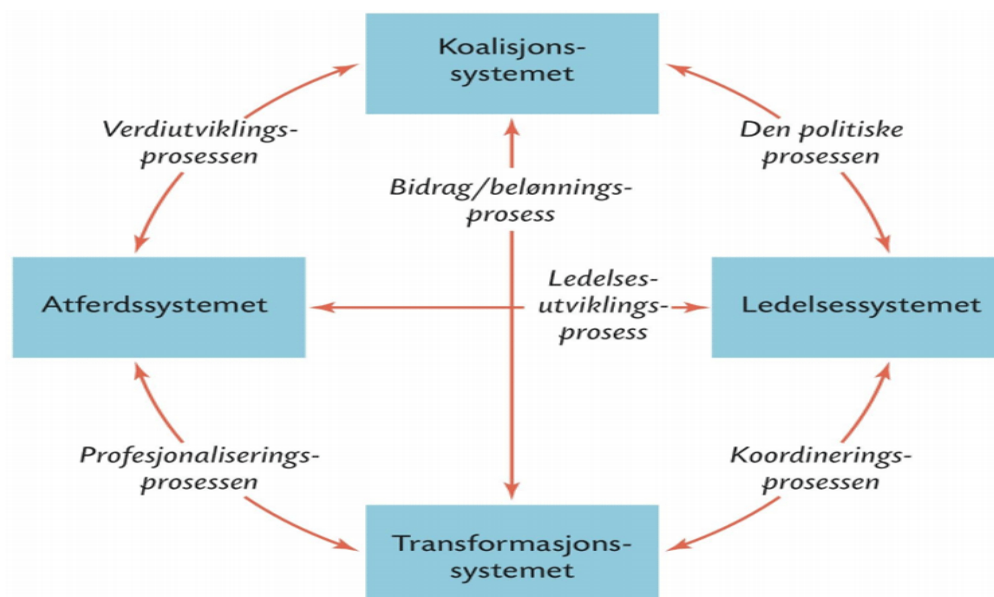 Koalisjons-
systemet
Verdiutviklings-
prosessen
Den politiske
prosessen
Bidrag/belønnings-
prosess
Atferdssystemet
Ledelses-
utviklings-
prosess
Ledelsessystemet
Profesjonaliserings-
prosessen
Koordinerings-
prosessen
Transformasjons-
systemet